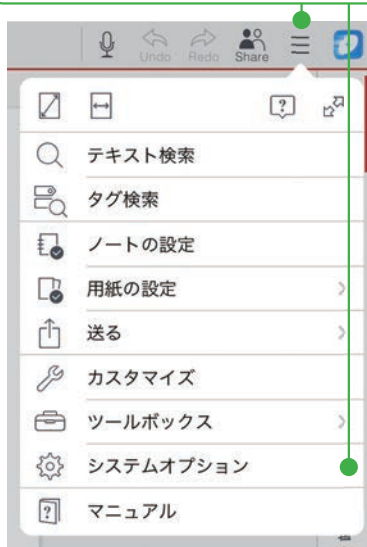 Undo Redo Share
テキスト検索
タグ検索
ノートの設定
用紙の設定
送る
カスタマイズ
ツールボックス
システムオプション
マニュアル